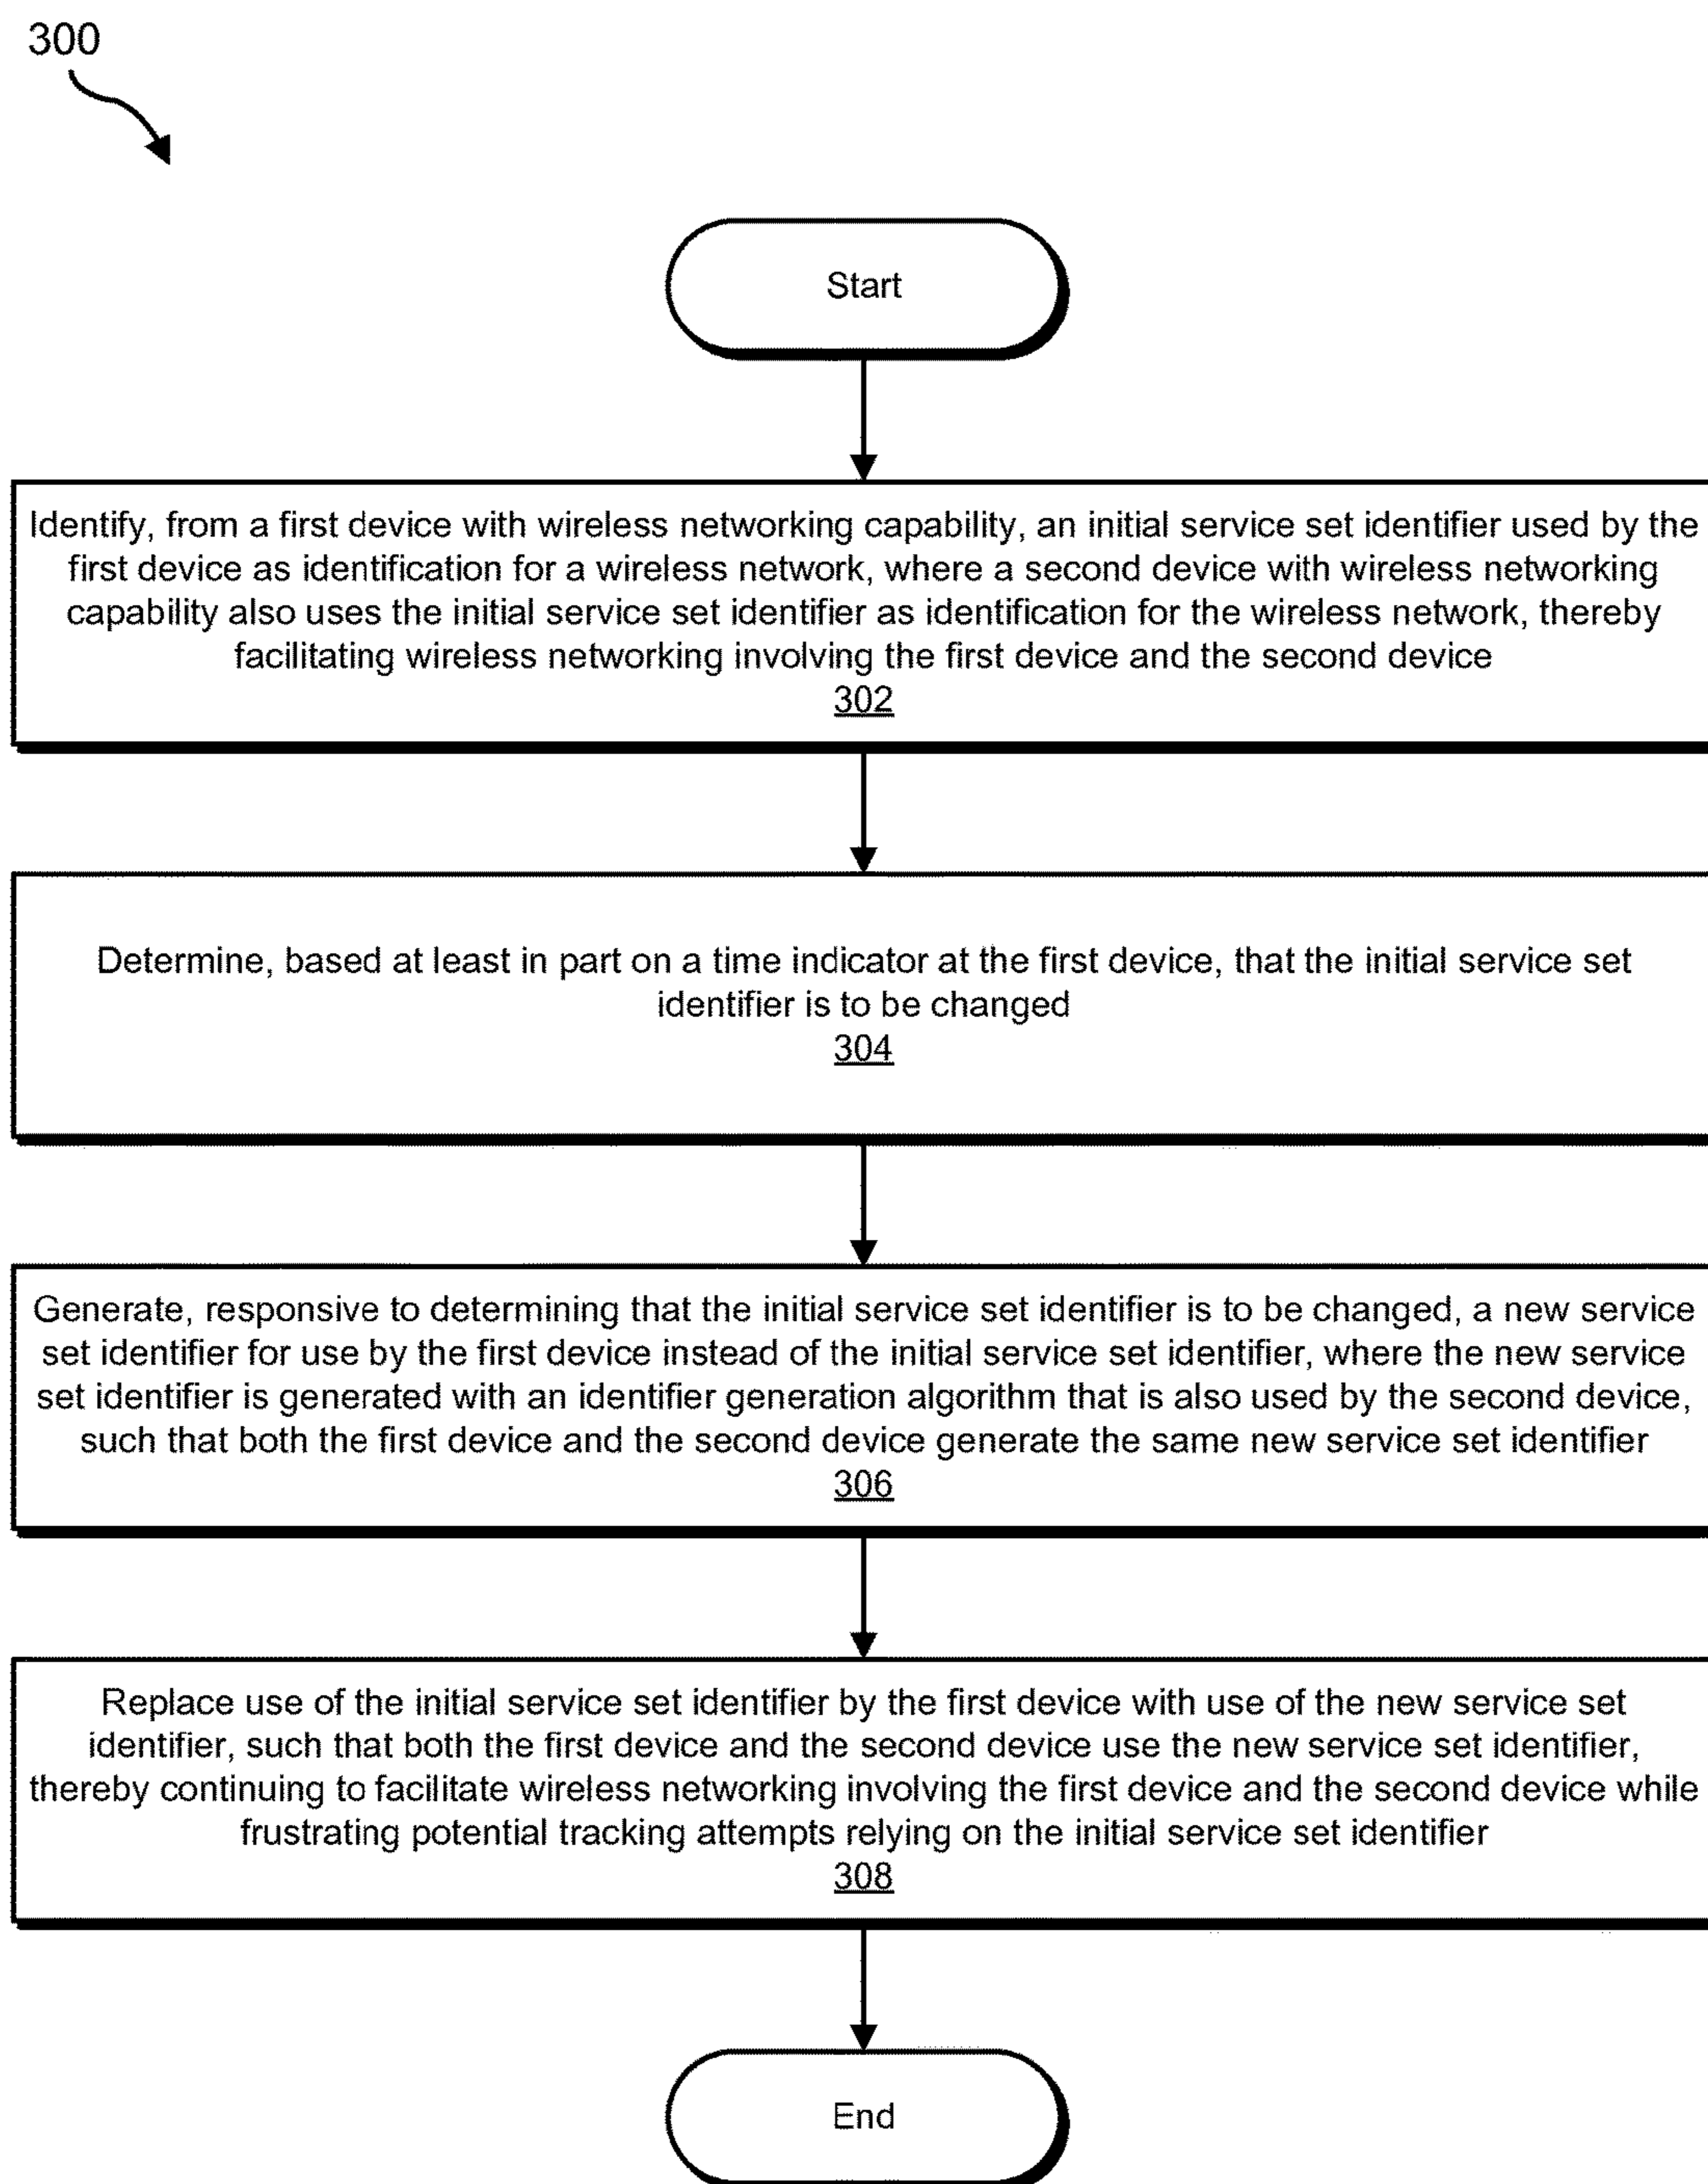 300
Start
Identify, from a first device with wireless networking capability, an initial service set identifier used by the
first device as identification for a wireless network, where a second device with wireless networking
capability also uses the initial service set identifier as identification for the wireless network, thereby
facilitating wireless networking involving the first device and the second device
302
Determine, based at least in part on a time indicator at the first device, that the initial service set
identifier is to be changed
304
Generate, responsive to determining that the initial service set identifier is to be changed, a new service
set identifier for use by the first device instead of the initial service set identifier, where the new service
set identifier is generated with an identifier generation algorithm that is also used by the second device,
such that both the first device and the second device generate the same new service set identifier
306
Replace use of the initial service set identifier by the first device with use of the new service set
identifier, such that both the first device and the second device use the new service set identifier,
thereby continuing to facilitate wireless networking involving the first device and the second device while
frustrating potential tracking attempts relying on the initial service set identifier
308
End